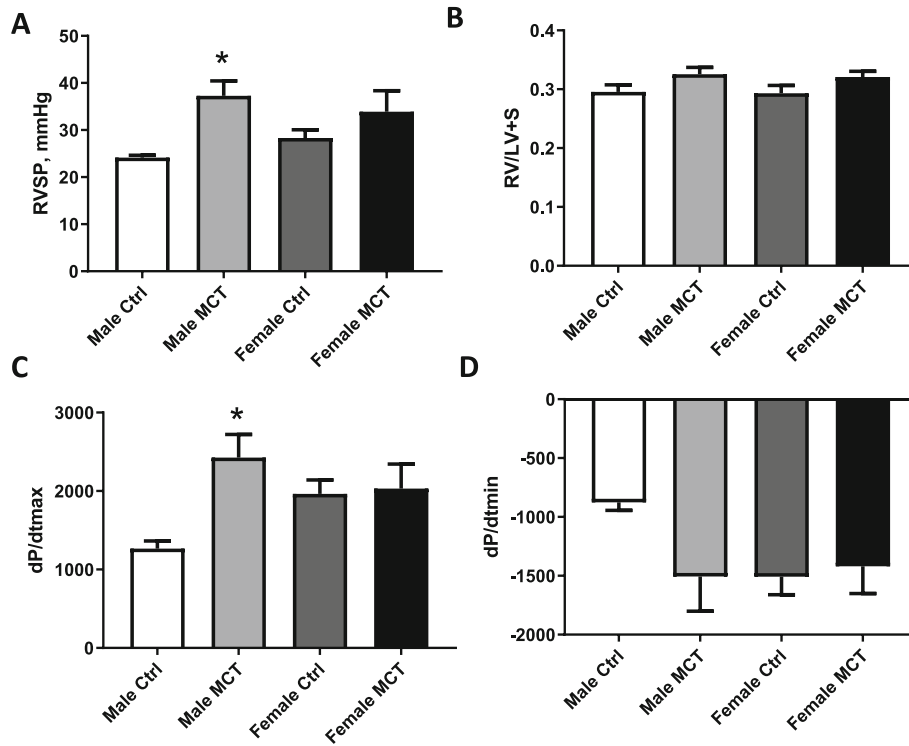 A
RVSP, mmHg
50
40
30
20
10
0
*
Male Ctrl
Male MCT
Female Ctrl
Female MCT
B
RV/LV+S
0.4
0.3
0.2
0.1
0.0
Male Ctrl
Male MCT
Female Ctrl
Female MCT
C
dP/dtmax
3000
2000
1000
0
*
Male Ctrl
Male MCT
Female Ctrl
Female MCT
D
dP/dtmin
0
-500
-1000
-1500
-2000
Male Ctrl
Male MCT
Female Ctrl
Female MCT